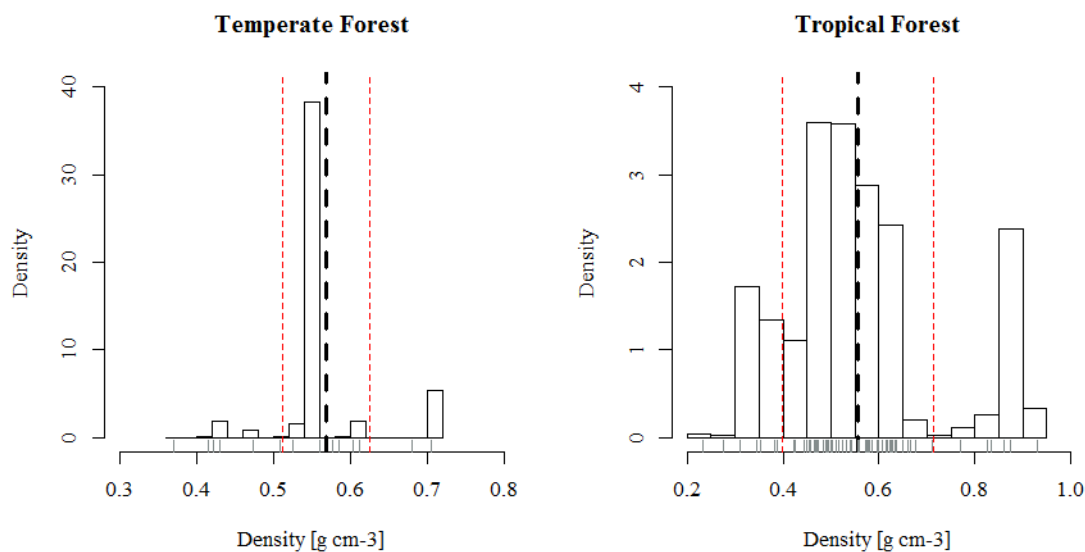 Temperate Forest
Density
40
30
20
10
0
0.3 0.4 0.5 0.6 0.7 0.8
Density [g cm-3]
Tropical Forest
Density
4
3
2
1
0
0.2 0.4 0.6 0.8 1.0
Density [g cm-3]